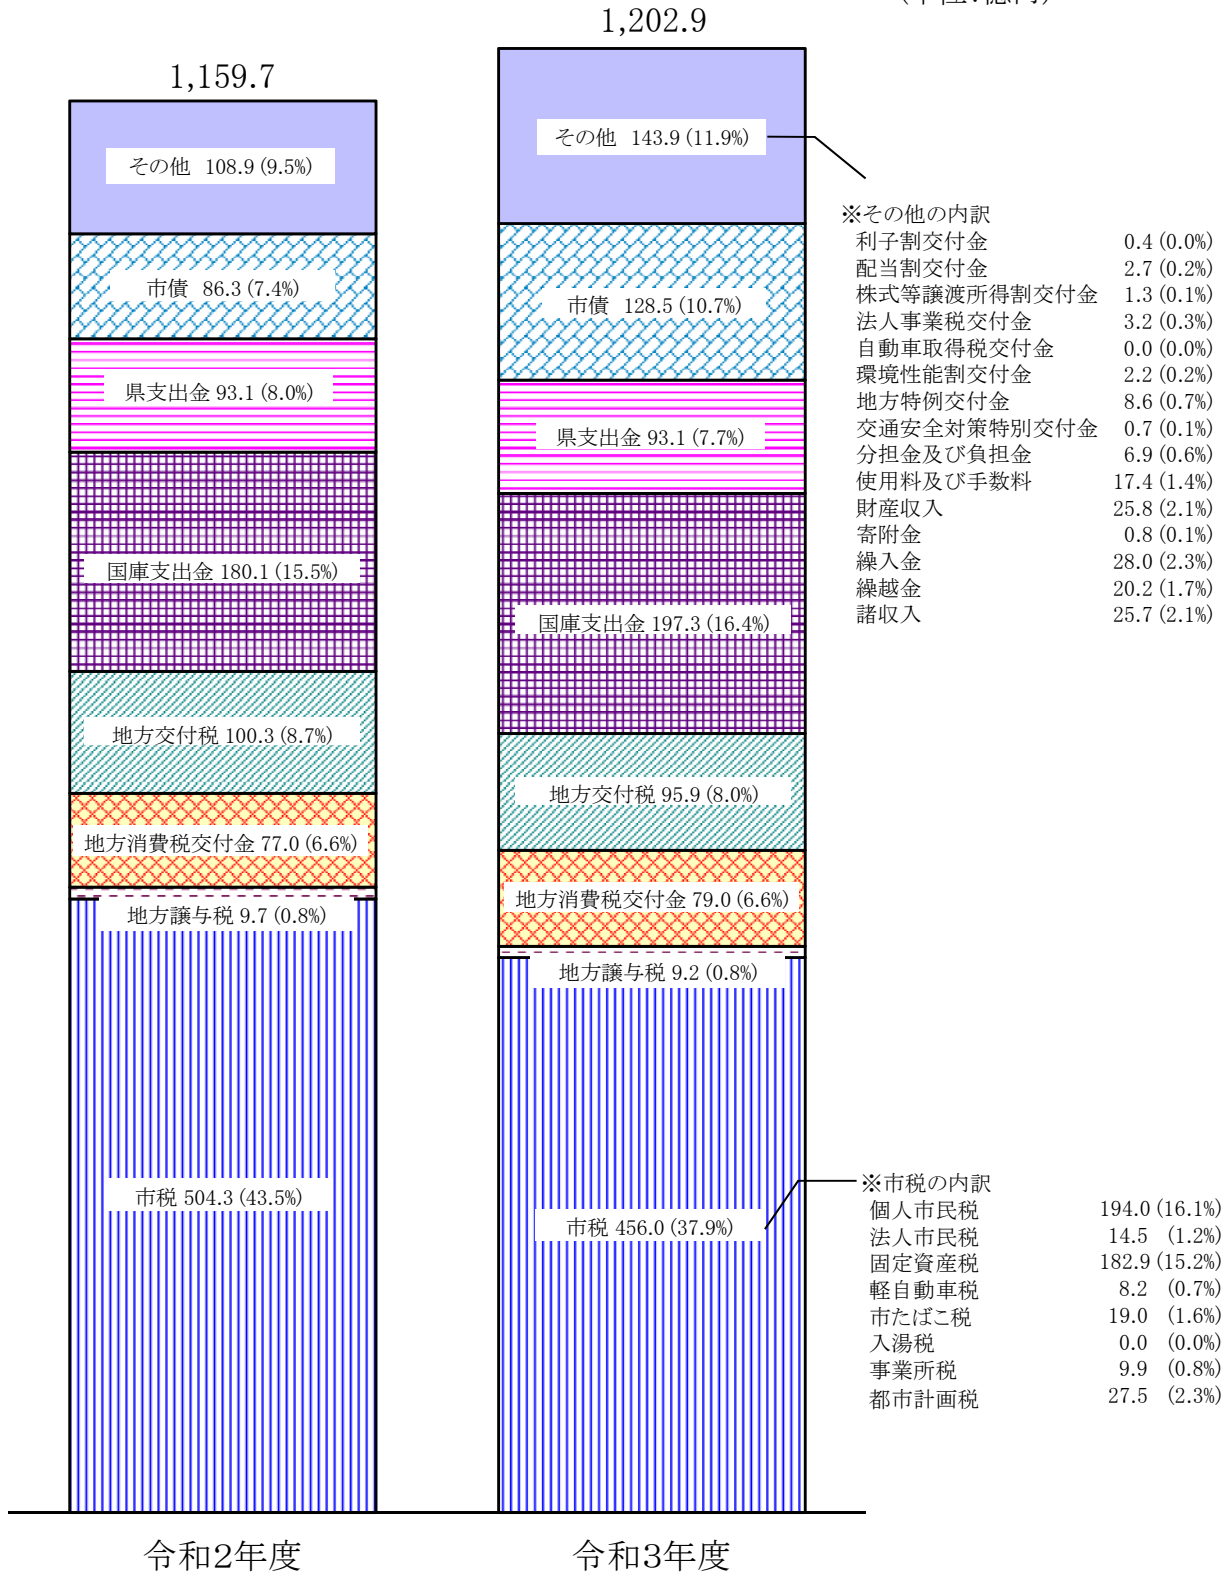 1,202.9
1,159.7
その他 108.9 (9.5%)
市債 86.3 (7.4%)
県支出金 93.1 (8.0%)
国庫支出金 180.1 (15.5%)
地方交付税 100.3 (8.7%)
地方消費税交付金 77.0 (6.6%)
地方譲与税 9.7 (0.8%)
市税 504.3 (43.5%)
令和2年度
その他 143.9 (11.9%)
市債 128.5 (10.7%)
県支出金 93.1 (7.7%)
国庫支出金 197.3 (16.4%)
地方交付税 95.9 (8.0%)
地方消費税交付金 79.0 (6.6%)
地方譲与税 9.2 (0.8%)
市税 456.0 (37.9%)
令和3年度
※その他の内訳
利子割交付金 0.4 (0.0%)
配当割交付金 2.7 (0.2%)
株式等譲渡所得割交付金 1.3 (0.1%)
法人事業税交付金 3.2 (0.3%)
自動車取得税交付金 0.0 (0.0%)
環境性能割交付金 2.2 (0.2%)
地方特例交付金 8.6 (0.7%)
交通安全対策特別交付金 0.7 (0.1%)
分担金及び負担金 6.9 (0.6%)
使用料及び手数料 17.4 (1.4%)
財産収入 25.8 (2.1%)
寄附金 0.8 (0.1%)
繰入金 28.0 (2.3%)
繰越金 20.2 (1.7%)
諸収入 25.7 (2.1%)
※市税の内訳
個人市民税 194.0 (16.1%)
法人市民税 14.5 (1.2%)
固定資産税 182.9 (15.2%)
軽自動車税 8.2 (0.7%)
市たばこ税 19.0 (1.6%)
入湯税 0.0 (0.0%)
事業所税 9.9 (0.8%)
都市計画税 27.5 (2.3%)